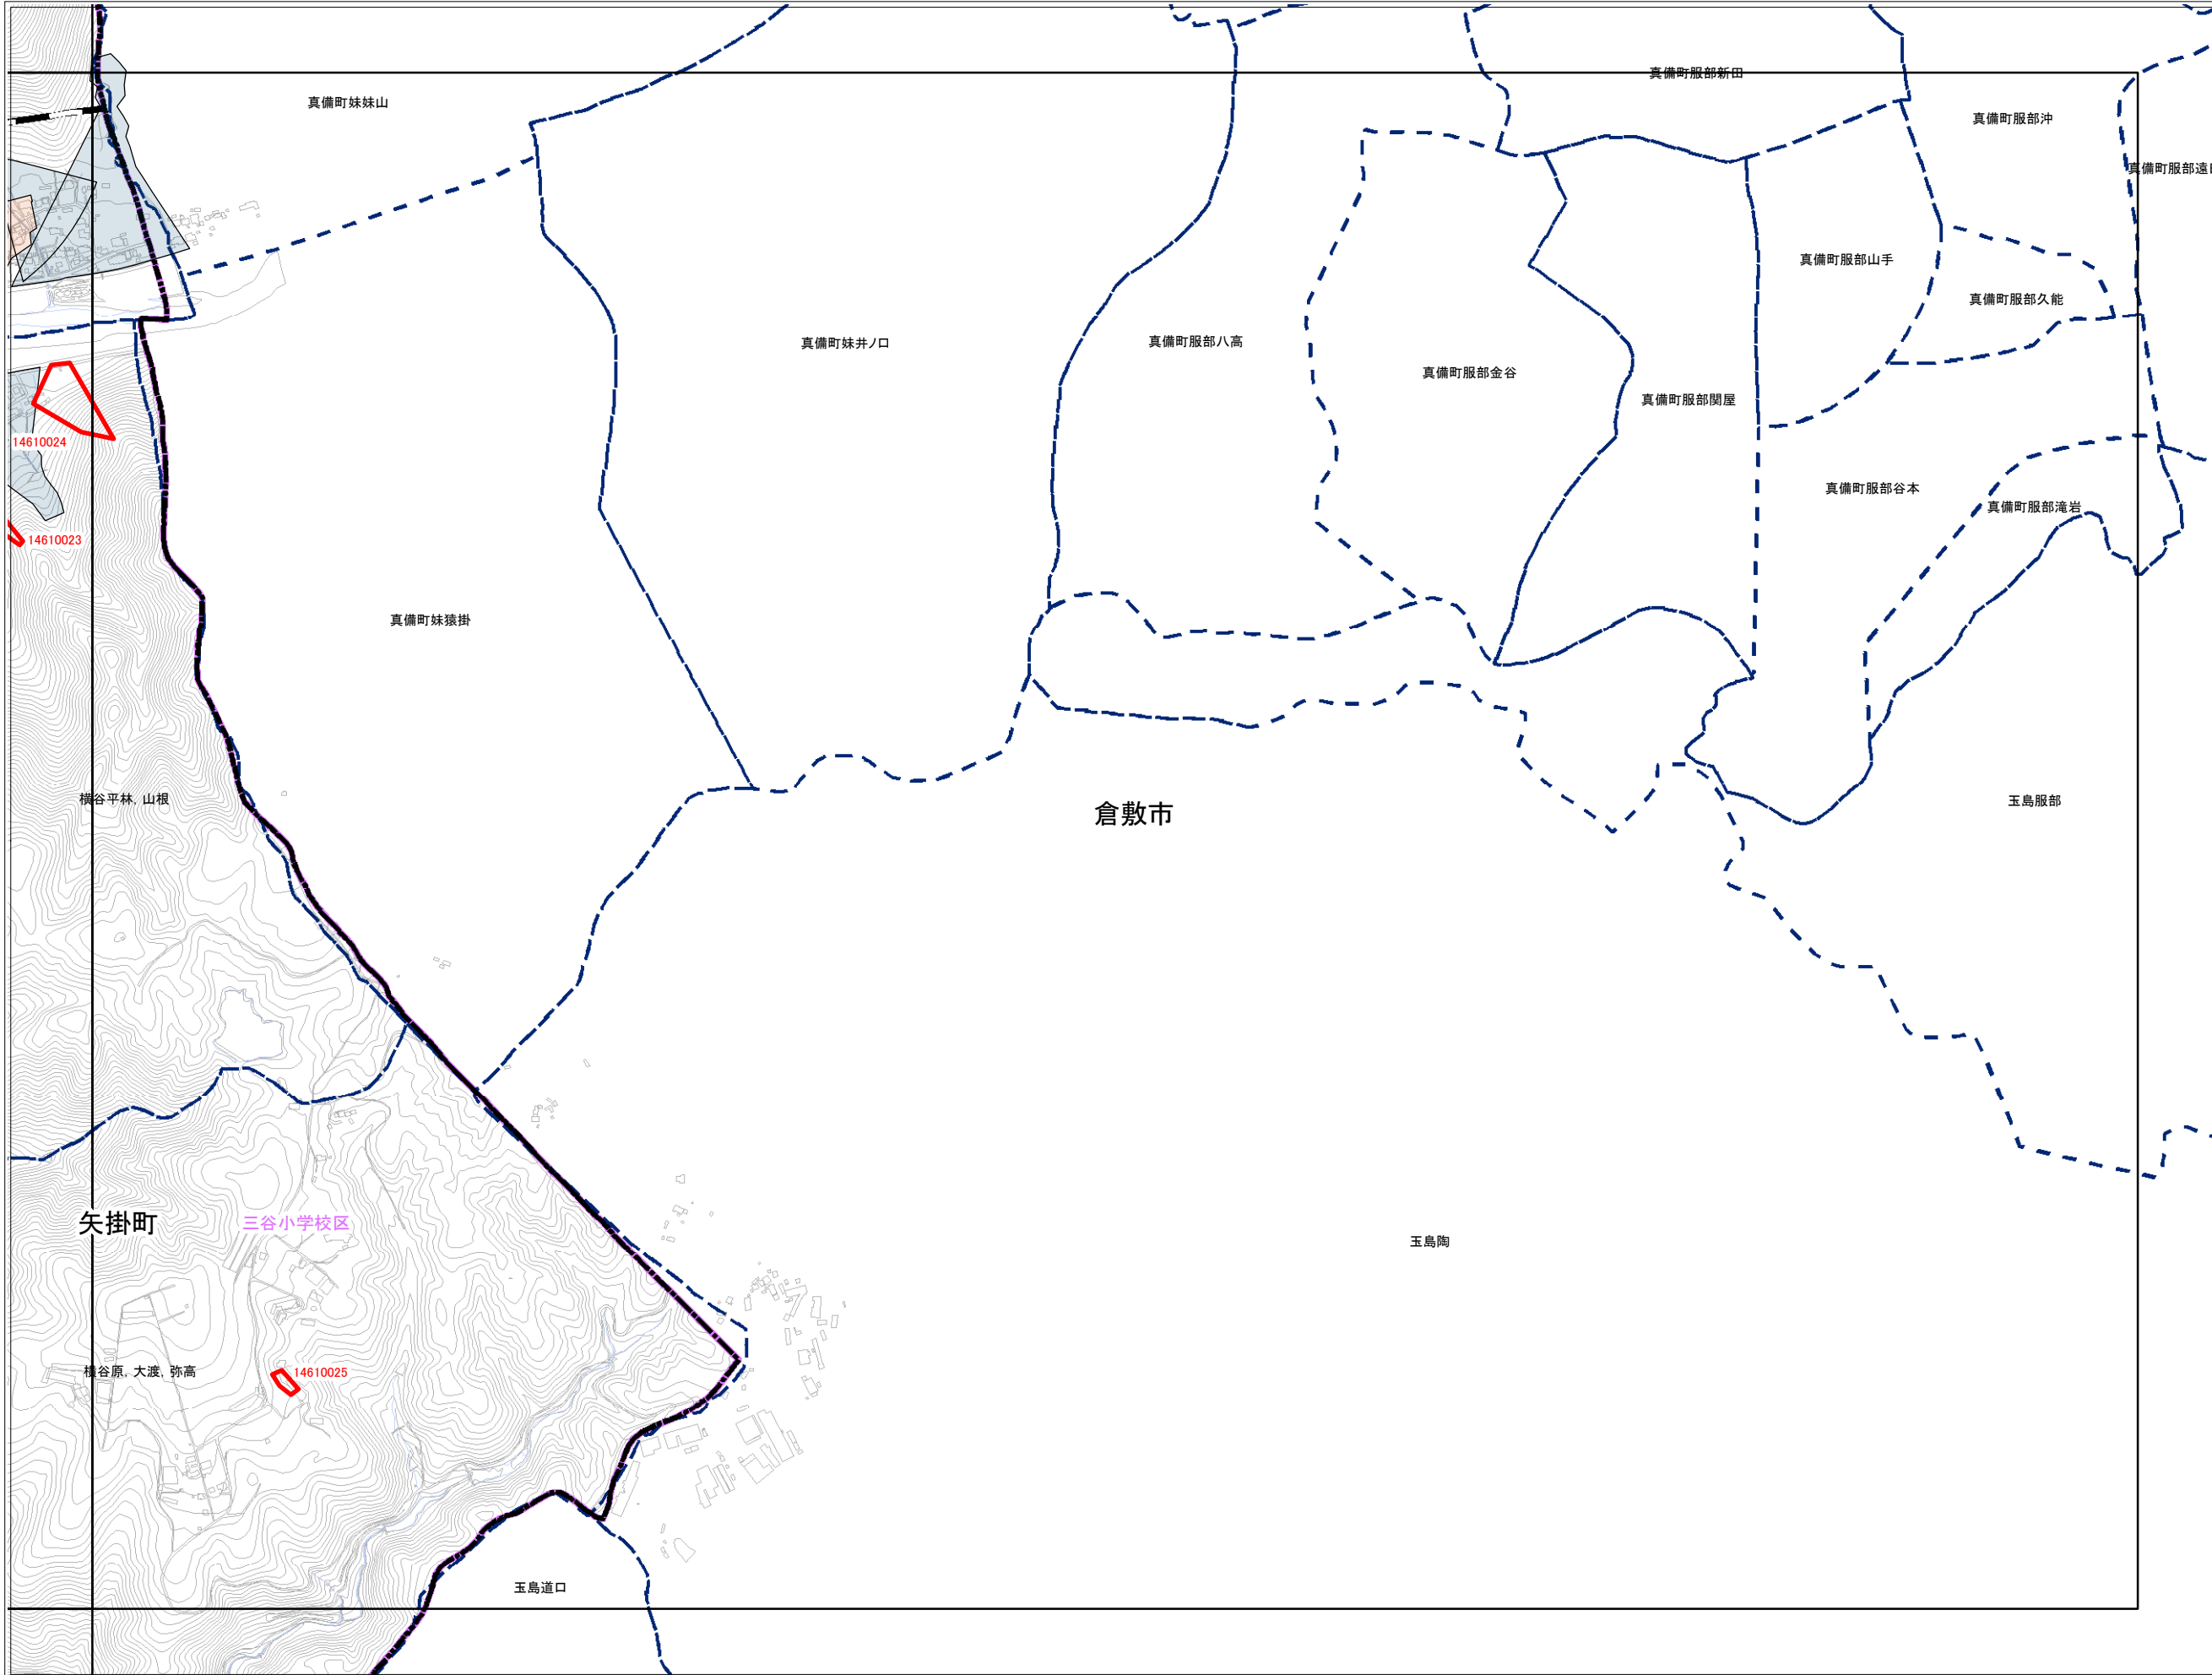 真備町服部新田
真備町妹妹山
真備町服部沖
真備町服部遠
真備町服部山手
真備町服部久能
真備町妹井ノ口
真備町服部八高
真備町服部金谷
真備町服部関屋
14610024
真備町服部谷本
真備町服部滝岩
14610023
真備町妹猿掛
横谷平林, 山根
倉敷市
玉島服部
矢掛町
三谷小学校区
玉島陶
横谷原, 大渡, 弥高
14610025
玉島道口